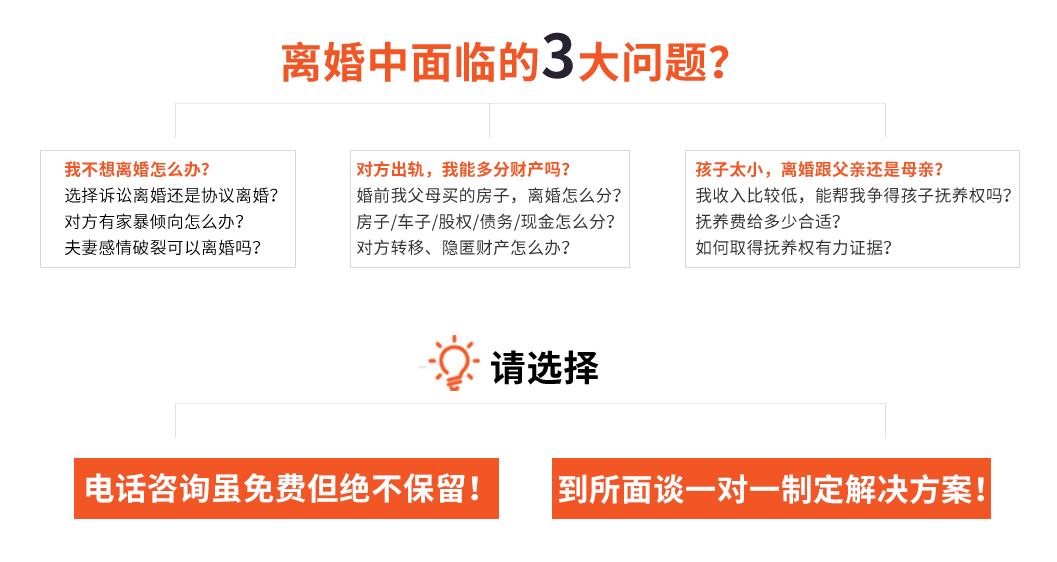 离婚中面临的3大问题？
我不想离婚怎么办？
选择诉讼离婚还是协议离婚？
对方有家暴倾向怎么办？
夫妻感情破裂可以离婚吗？
对方出轨，我能多分财产吗？
婚前我父母买的房子，离婚怎么分？
房子/车子/股权/债务/现金怎么分？
对方转移、隐匿财产怎么办？
孩子太小，离婚跟父亲还是母亲？
我收入比较低，能帮我争得孩子抚养权吗？
抚养费给多少合适？
如何取得抚养权有力证据？
请选择
电话咨询虽免费但绝不保留！
到所面谈一对一制定解决方案！